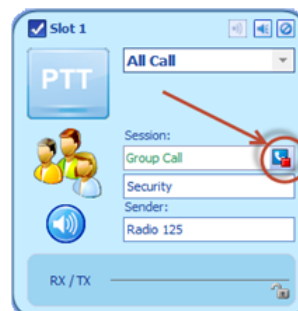 Slot 1
PTT
All Call
Session:
Group Call
Security
Sender:
Radio 125
RX / TX